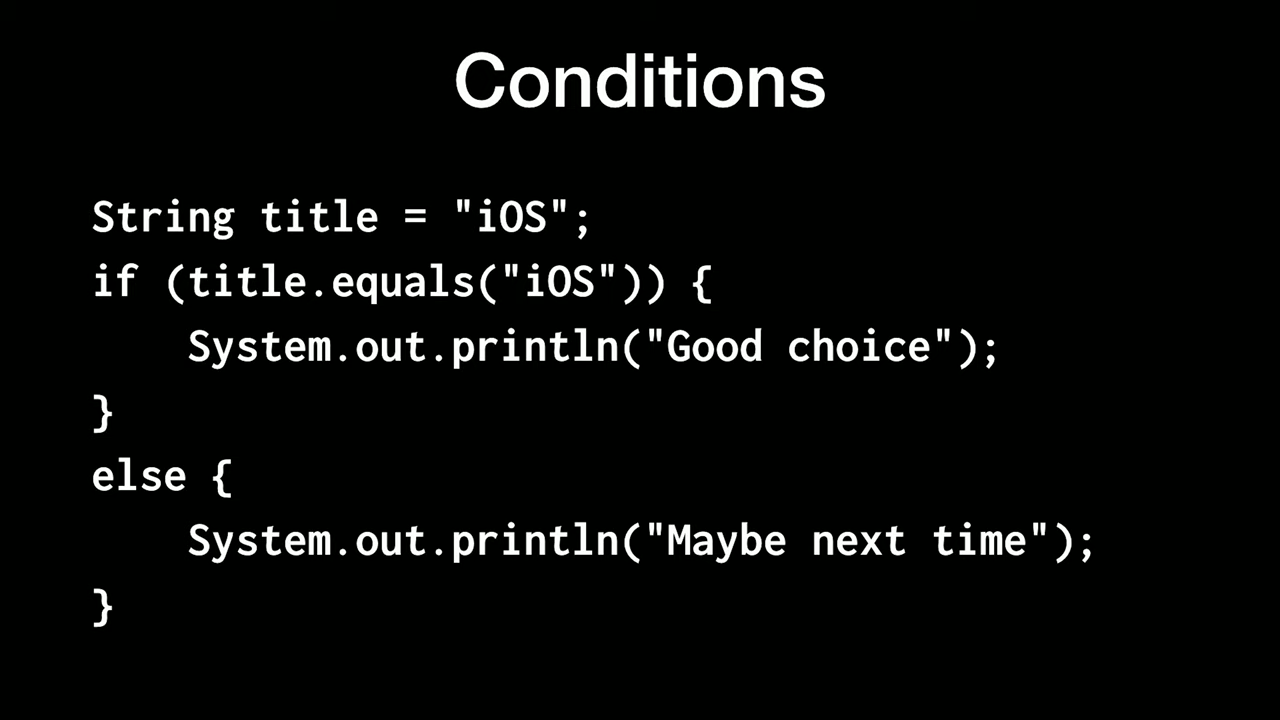 Conditions
String title = "iOS";
if (title.equals("iOS")) {
    System.out.println("Good choice");
}
else {
    System.out.println("Maybe next time");
}